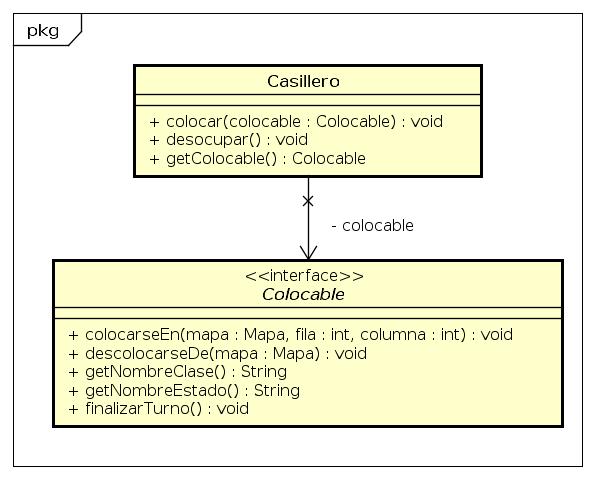 pkg
Casillero
+ colocar(colocable : Colocable) : void
+ desocupar() : void
+ getColocable() : Colocable
- colocable
<<interface>>
Colocable
+ colocarseEn(mapa : Mapa, fila : int, columna : int) : void
+ descolocarseDe(mapa : Mapa) : void
+ getNombreClase() : String
+ getNombreEstado() : String
+ finalizarTurno() : void